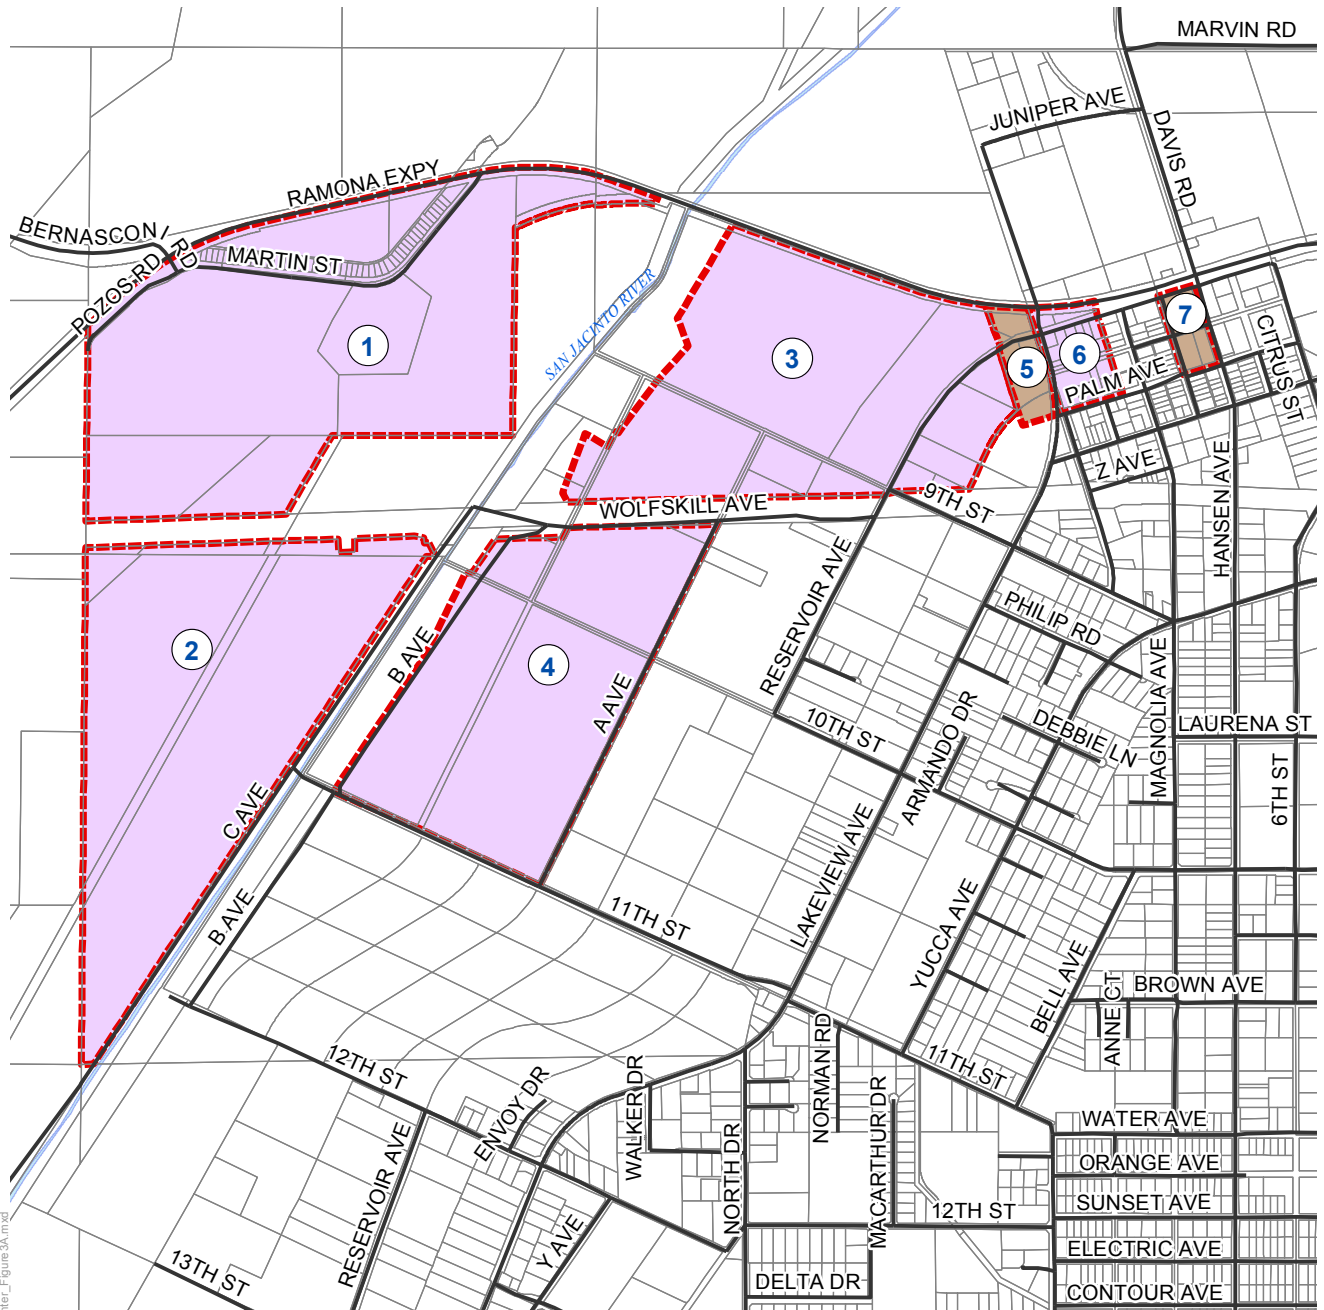 MARVIN RD
JUNIPER AVE
DAVIS RD
RAMONA EXPY
BERNASCONI RD
MARTIN ST
POZOS RD
SAN JACINTO RIVER
1
3
5
6
7
PALM AVE
CITRUS ST
Z AVE
HANSEN AVE
9TH ST
WOLFSKILL AVE
RESERVOIR AVE
PHILIP RD
2
4
B AVE
A AVE
10TH ST
ARMANDO DR
DEBBIE LN
MAGNOLIA AVE
LAURENA ST
6TH ST
C AVE
LAKEVIEW AVE
B AVE
11TH ST
YUCCA AVE
BELL AVE
ANNE CT
BROWN AVE
12TH ST
ENVOY DR
WALKER DR
NORMAN RD
11TH ST
MACARTHUR DR
NORTH DR
RESERVOIR AVE
WATER AVE
ORANGE AVE
SUNSET AVE
12TH ST
Y AVE
ELECTRIC AVE
13TH ST
DELTA DR
CONTOUR AVE
nter_Figure3A.mxd